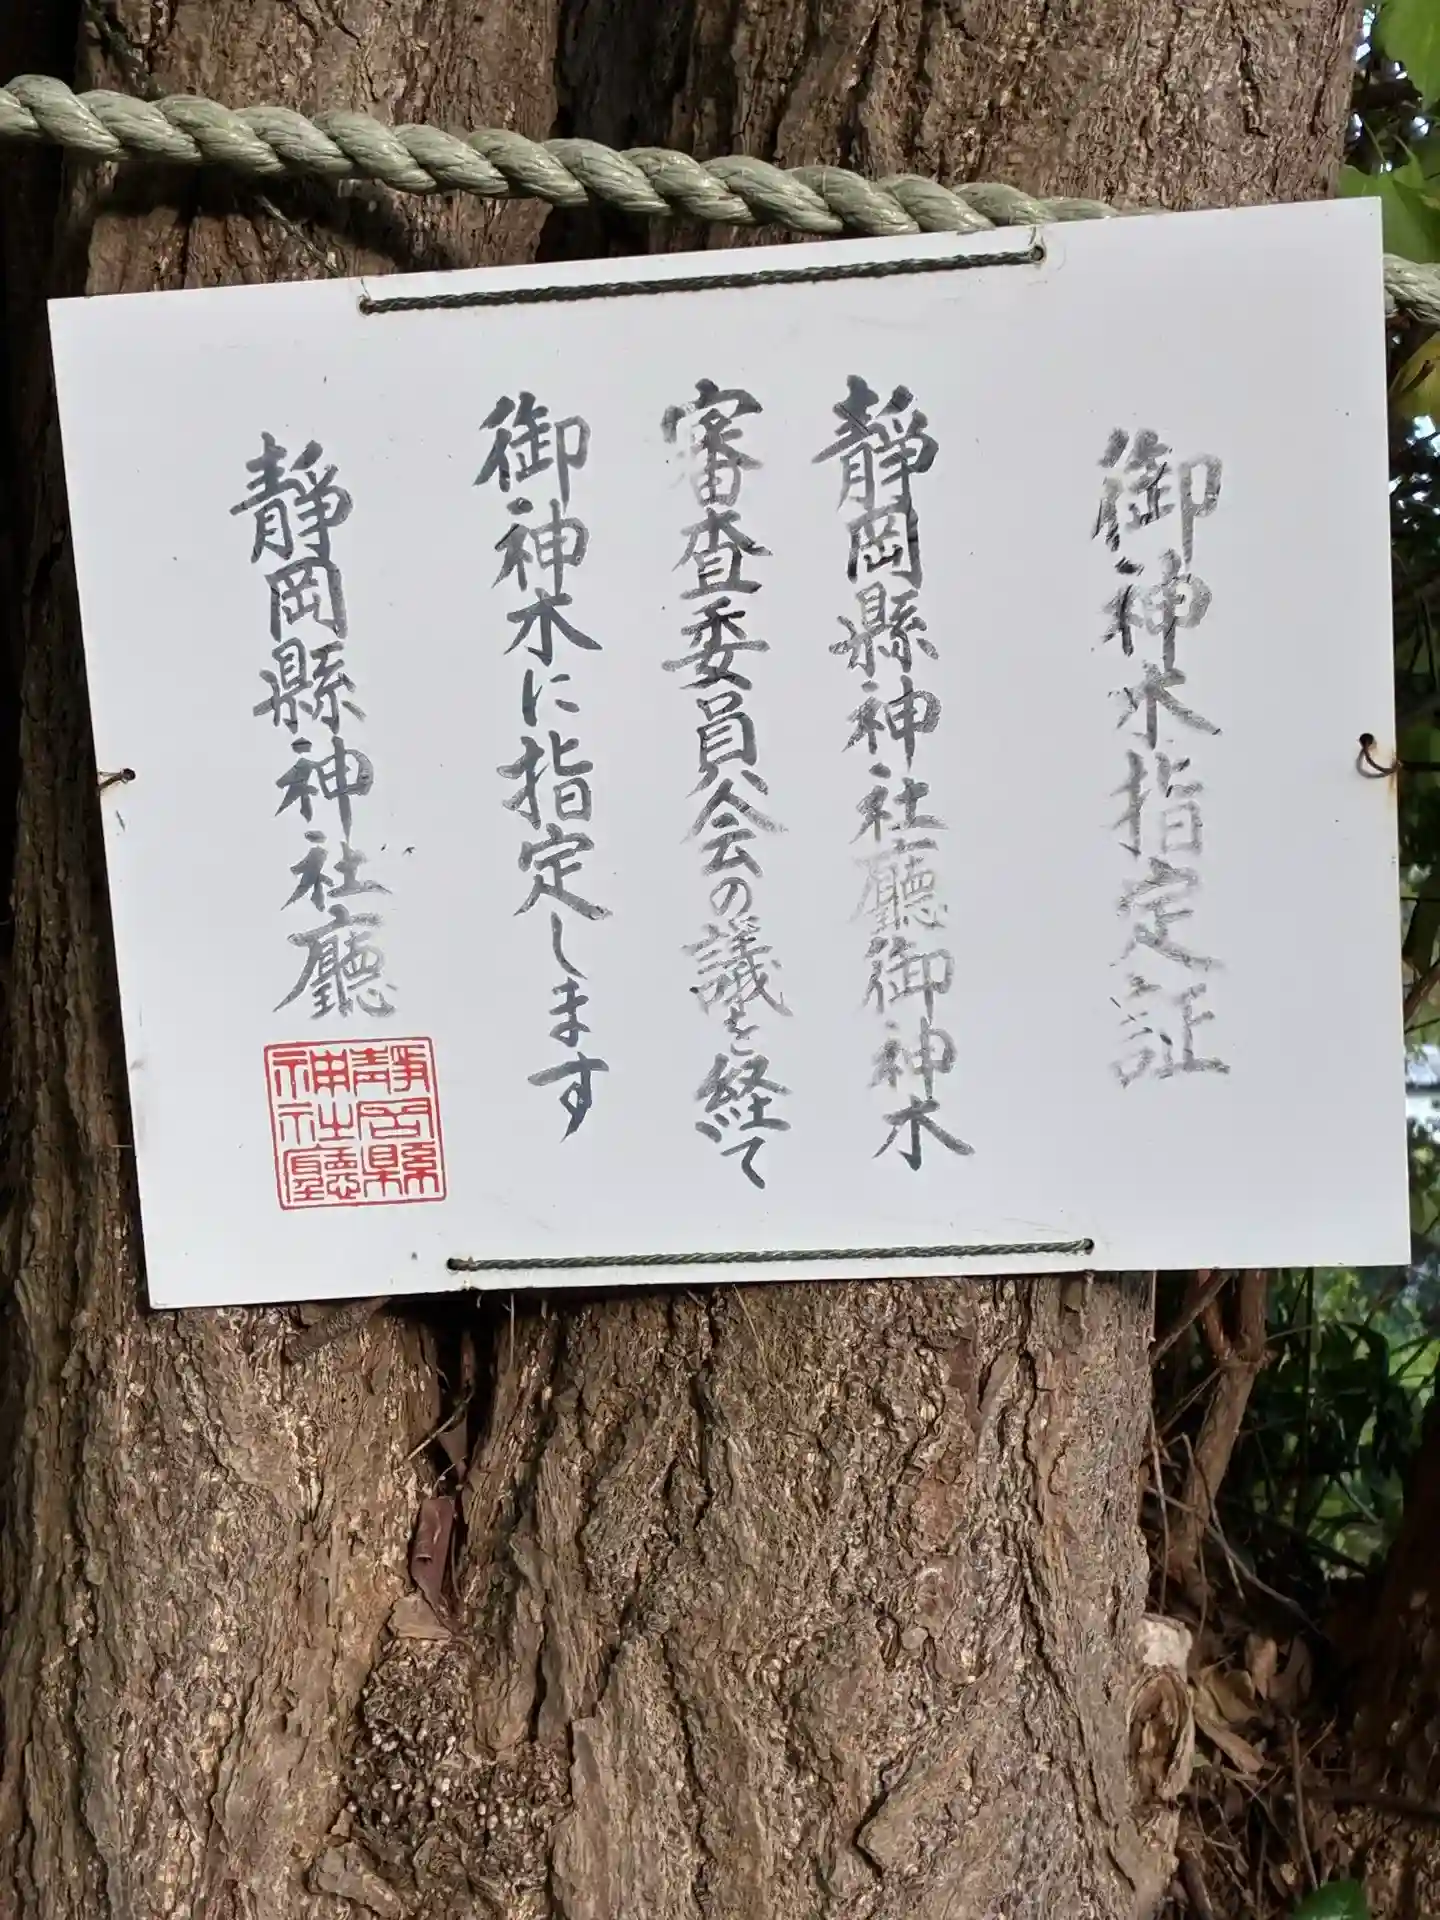 御神木指定証
静岡縣神社廳御神木
審査委員会の議を経て
御神木に指定します
静岡縣神社廳
静岡縣
神社廳